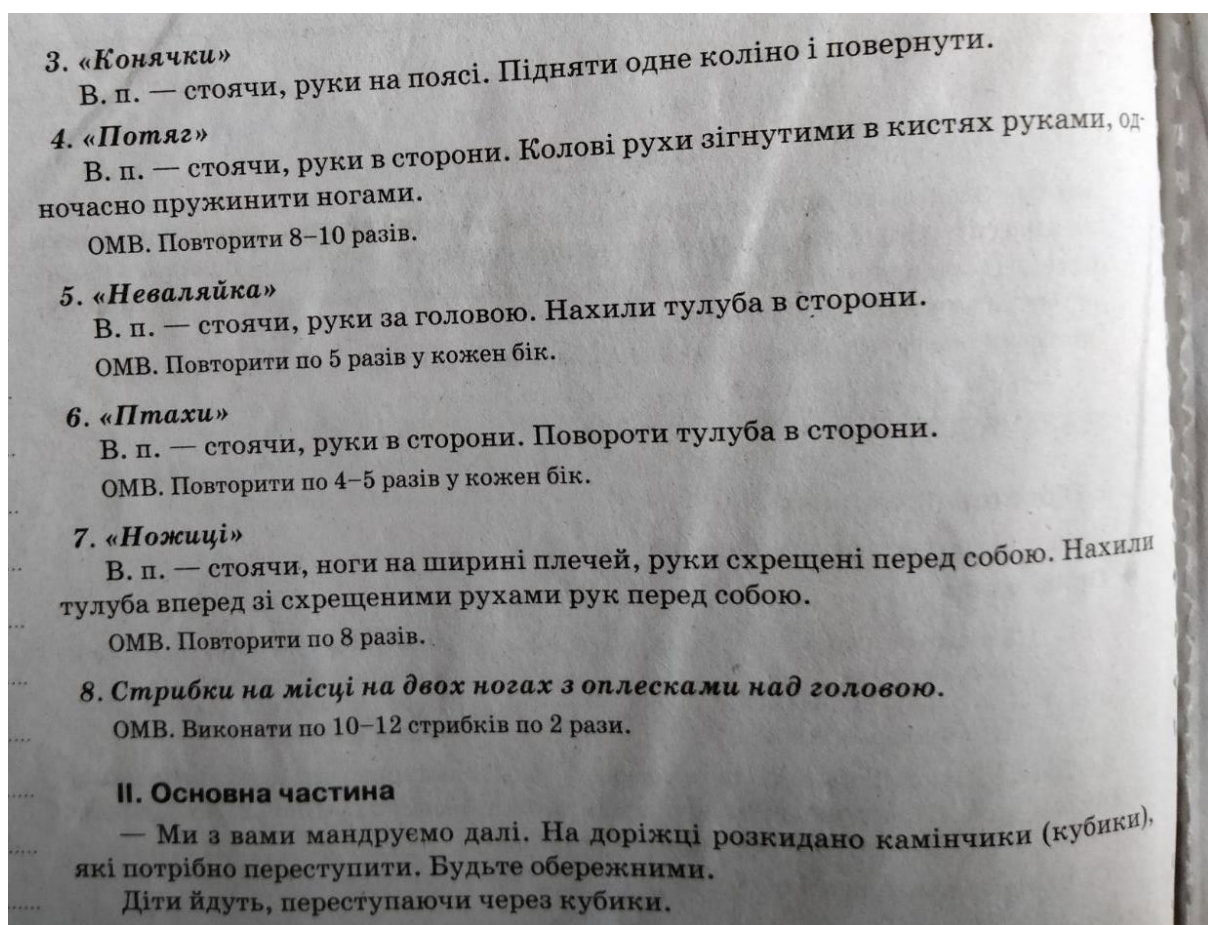 3. «Конячки»
В. п. — стоячи, руки на поясі. Підняти одне коліно і повернути.
4. «Потяг»
В. п. — стоячи, руки в сторони. Колові рухи зігнутими в кистях руками, од-
ночасно пружинити ногами.
ОМВ. Повторити 8–10 разів.
5. «Неваляйка»
В. п. — стоячи, руки за головою. Нахили тулуба в сторони.
ОМВ. Повторити по 5 разів у кожен бік.
6. «Птахи»
В. п. — стоячи, руки в сторони. Повороти тулуба в сторони.
ОМВ. Повторити по 4–5 разів у кожен бік.
7. «Ножиці»
В. п. — стоячи, ноги на ширині плечей, руки схрещені перед собою. Нахили
тулуба вперед зі схрещеними рухами рук перед собою.
ОМВ. Повторити по 8 разів.
8. Стрибки на місці на двох ногах з оплесками над головою.
ОМВ. Виконати по 10–12 стрибків по 2 рази.
II. Основна частина
— Ми з вами мандруємо далі. На доріжці розкидано камінчики (кубики),
які потрібно переступити. Будьте обережними.
Діти йдуть, переступаючи через кубики.